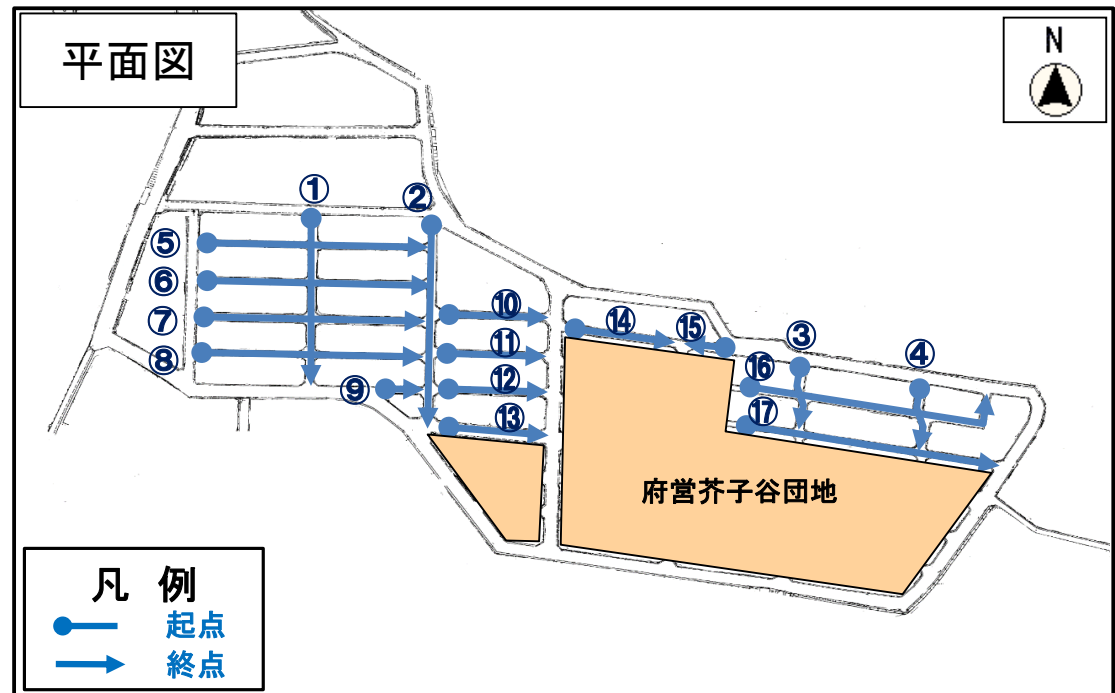 平面図
N
①
②
⑤
⑥
⑦
⑧
⑨
⑩
⑪
⑫
⑬
⑭
⑮
③
④
⑯
⑰
府営芥子谷団地
凡 例
起点
終点